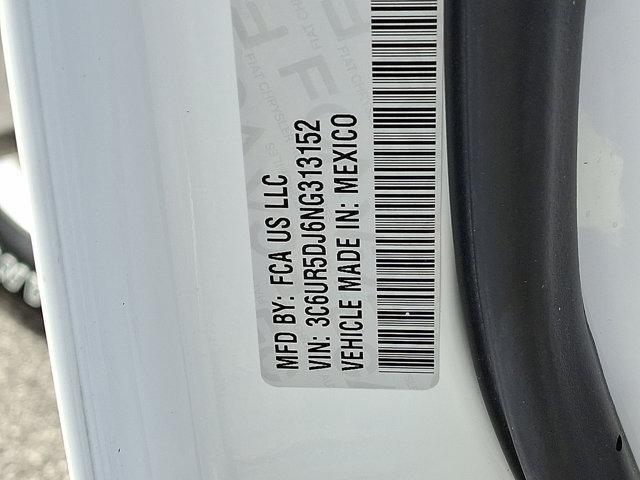 MFD BY: FCA US LLC
VIN: 3C6UR5DJ6NG313152
VEHICLE MADE IN: MEXICO